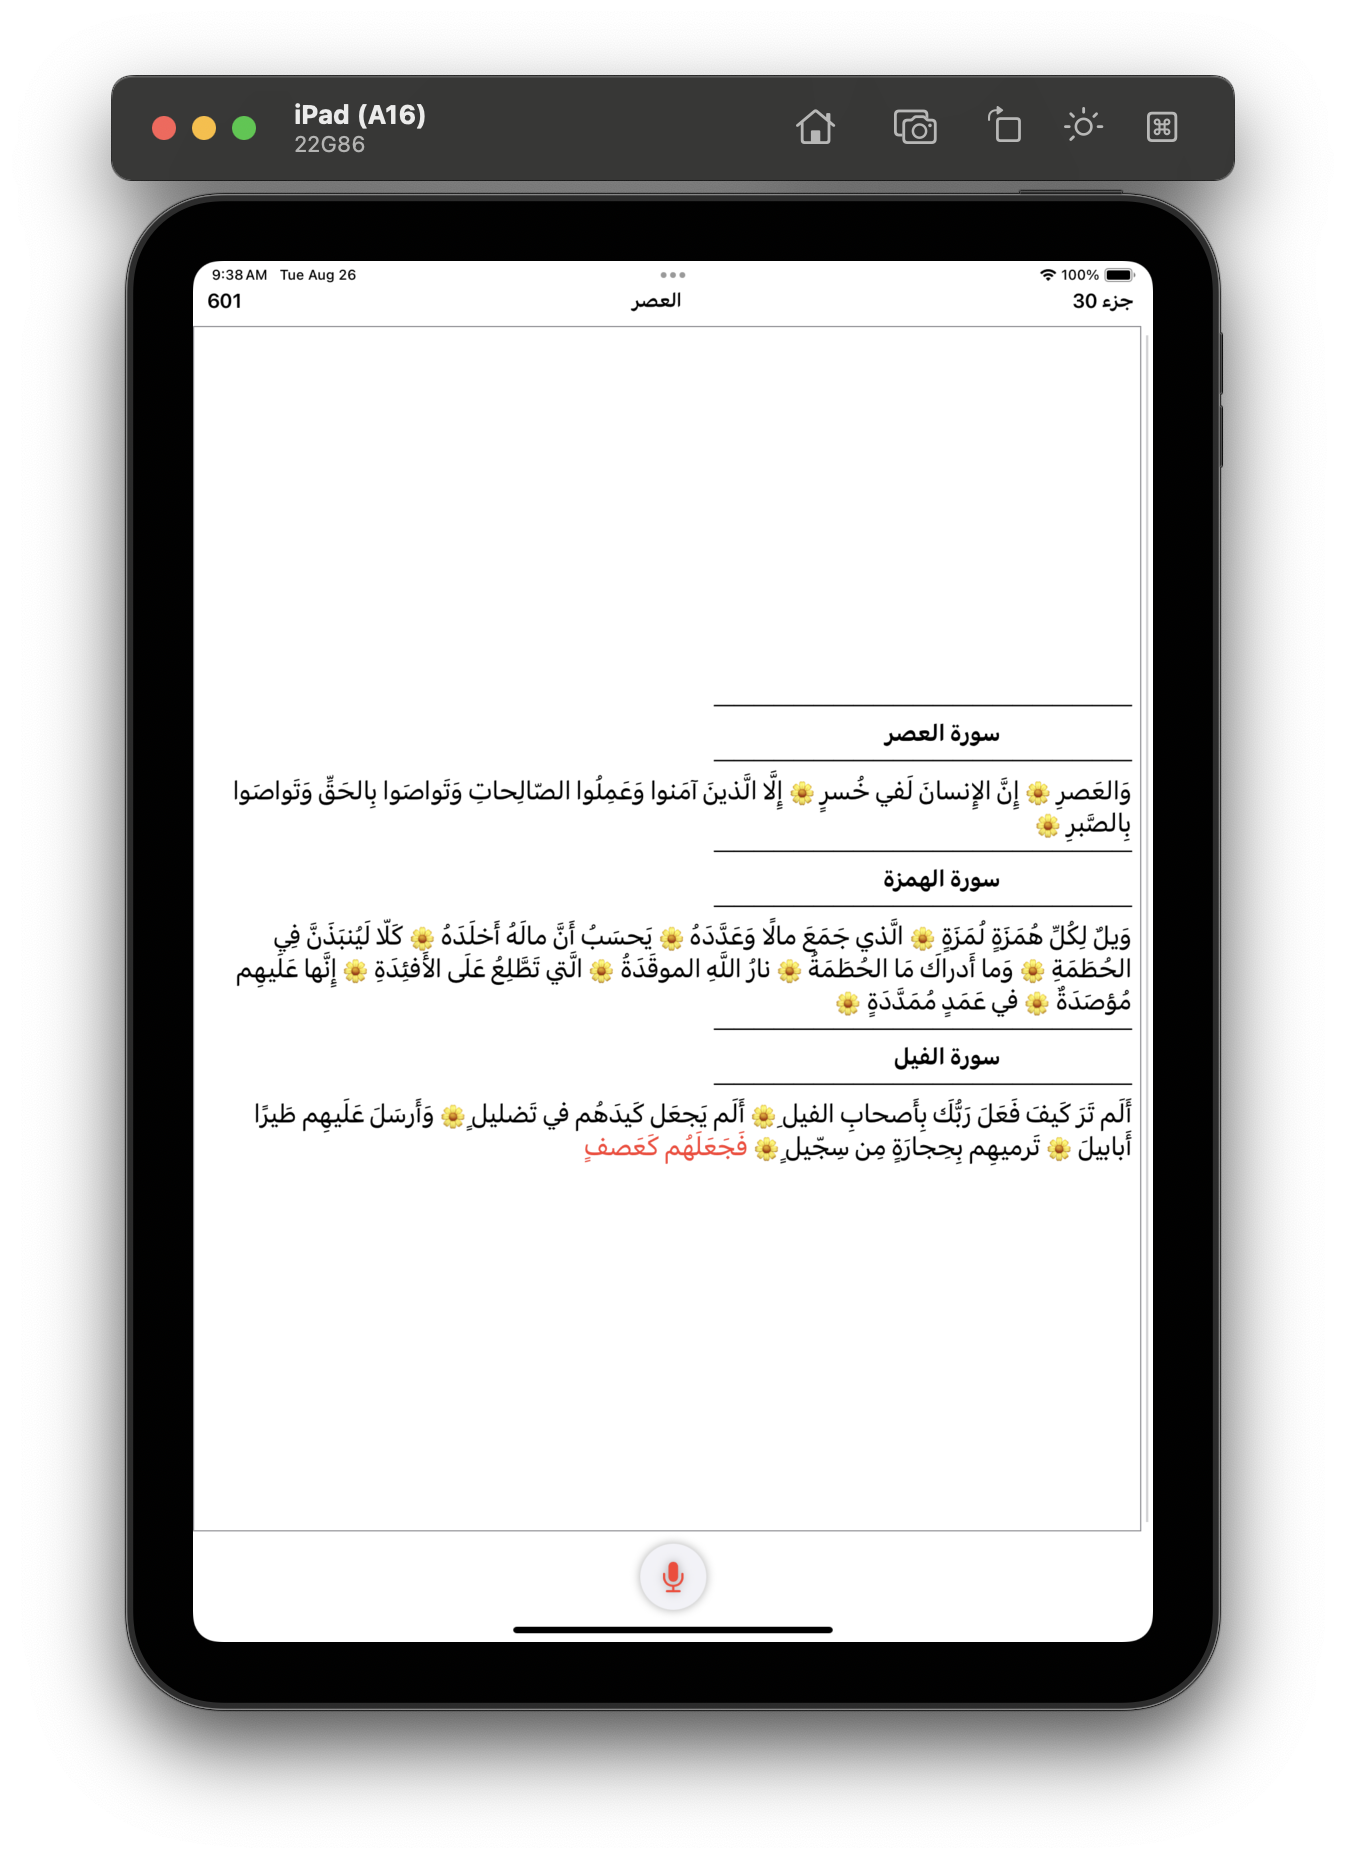 iPad (A16)
22G86
9:38 AM Tue Aug 26
100%
601
العصر
جزء 30
سورة العصر
وَالعَصرِ 🌼 إِنَّ الإِنسانَ لَفي خُسرٍ 🌼 إِلَّا الَّذينَ آمَنوا وَعَمِلُوا الصّالِحاتِ وَتَواصَوا بِالحَقِّ وَتَواصَوا
بِالصَّبرِ 🌼
سورة الهمزة
وَيلٌ لِكُلِّ هُمَزَةٍ لُمَزَةٍ 🌼 الَّذي جَمَعَ مالًا وَعَدَّدَهُ 🌼 يَحسَبُ أَنَّ مالَهُ أَخلَدَهُ 🌼 كَلّا لَيُنبَذَنَّ فِي
الحُطَمَةِ 🌼 وَما أَدراكَ مَا الحُطَمَةُ 🌼 نارُ اللَّهِ الموقَدَةُ 🌼 الَّتي تَطَّلِعُ عَلَى الأَفئِدَةِ 🌼 إِنَّها عَلَيهِم
مُؤصَدَةٌ 🌼 في عَمَدٍ مُمَدَّدَةٍ 🌼
سورة الفيل
أَلَم تَرَ كَيفَ فَعَلَ رَبُّكَ بِأَصحابِ الفيلِ 🌼 أَلَم يَجعَل كَيدَهُم في تَضليلٍ 🌼 وَأَرسَلَ عَلَيهِم طَيرًا
أَبابيلَ 🌼 تَرميهِم بِحِجارَةٍ مِن سِجّيلٍ 🌼 فَجَعَلَهُم كَعَصفٍ